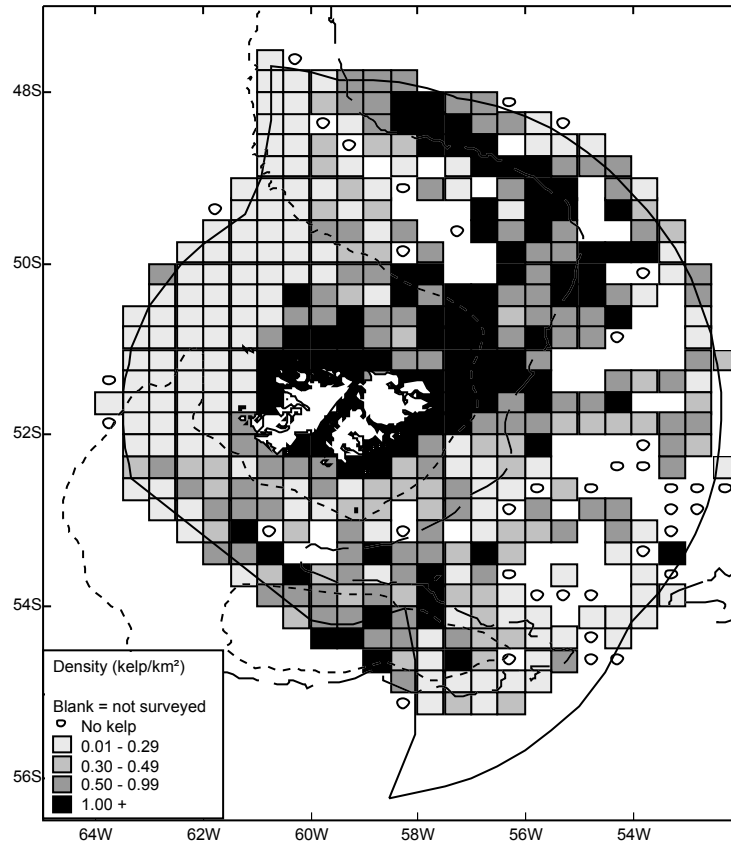 48S
50S
52S
54S
56S
Density (kelp/km²)
Blank = not surveyed
No kelp
0.01 - 0.29
0.30 - 0.49
0.50 - 0.99
1.00 +
64W 62W 60W 58W 56W 54W